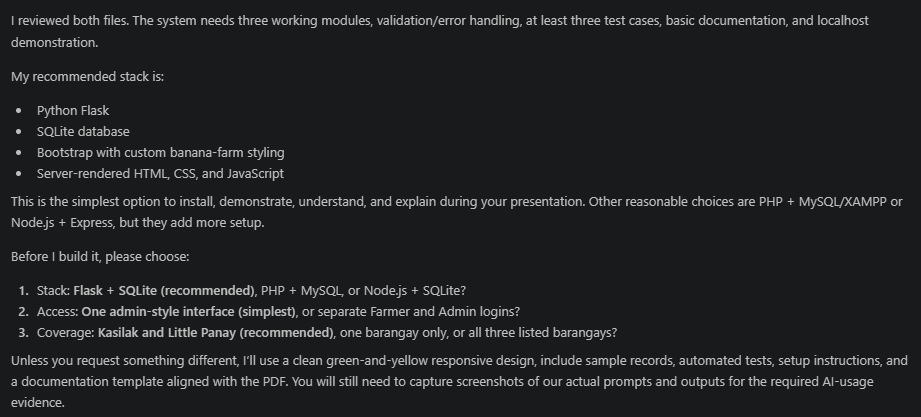 I reviewed both files. The system needs three working modules, validation/error handling, at least three test cases, basic documentation, and localhost
demonstration.
My recommended stack is:
• Python Flask
• SQLite database
• Bootstrap with custom banana-farm styling
• Server-rendered HTML, CSS, and JavaScript
This is the simplest option to install, demonstrate, understand, and explain during your presentation. Other reasonable choices are PHP + MySQL/XAMPP or
Node.js + Express, but they add more setup.
Before I build it, please choose:
1. Stack: Flask + SQLite (recommended), PHP + MySQL, or Node.js + SQLite?
2. Access: One admin-style interface (simplest), or separate Farmer and Admin logins?
3. Coverage: Kasilak and Little Panay (recommended), one barangay only, or all three listed barangays?
Unless you request something different, I'll use a clean green-and-yellow responsive design, include sample records, automated tests, setup instructions, and
a documentation template aligned with the PDF. You will still need to capture screenshots of our actual prompts and outputs for the required AI-usage
evidence.